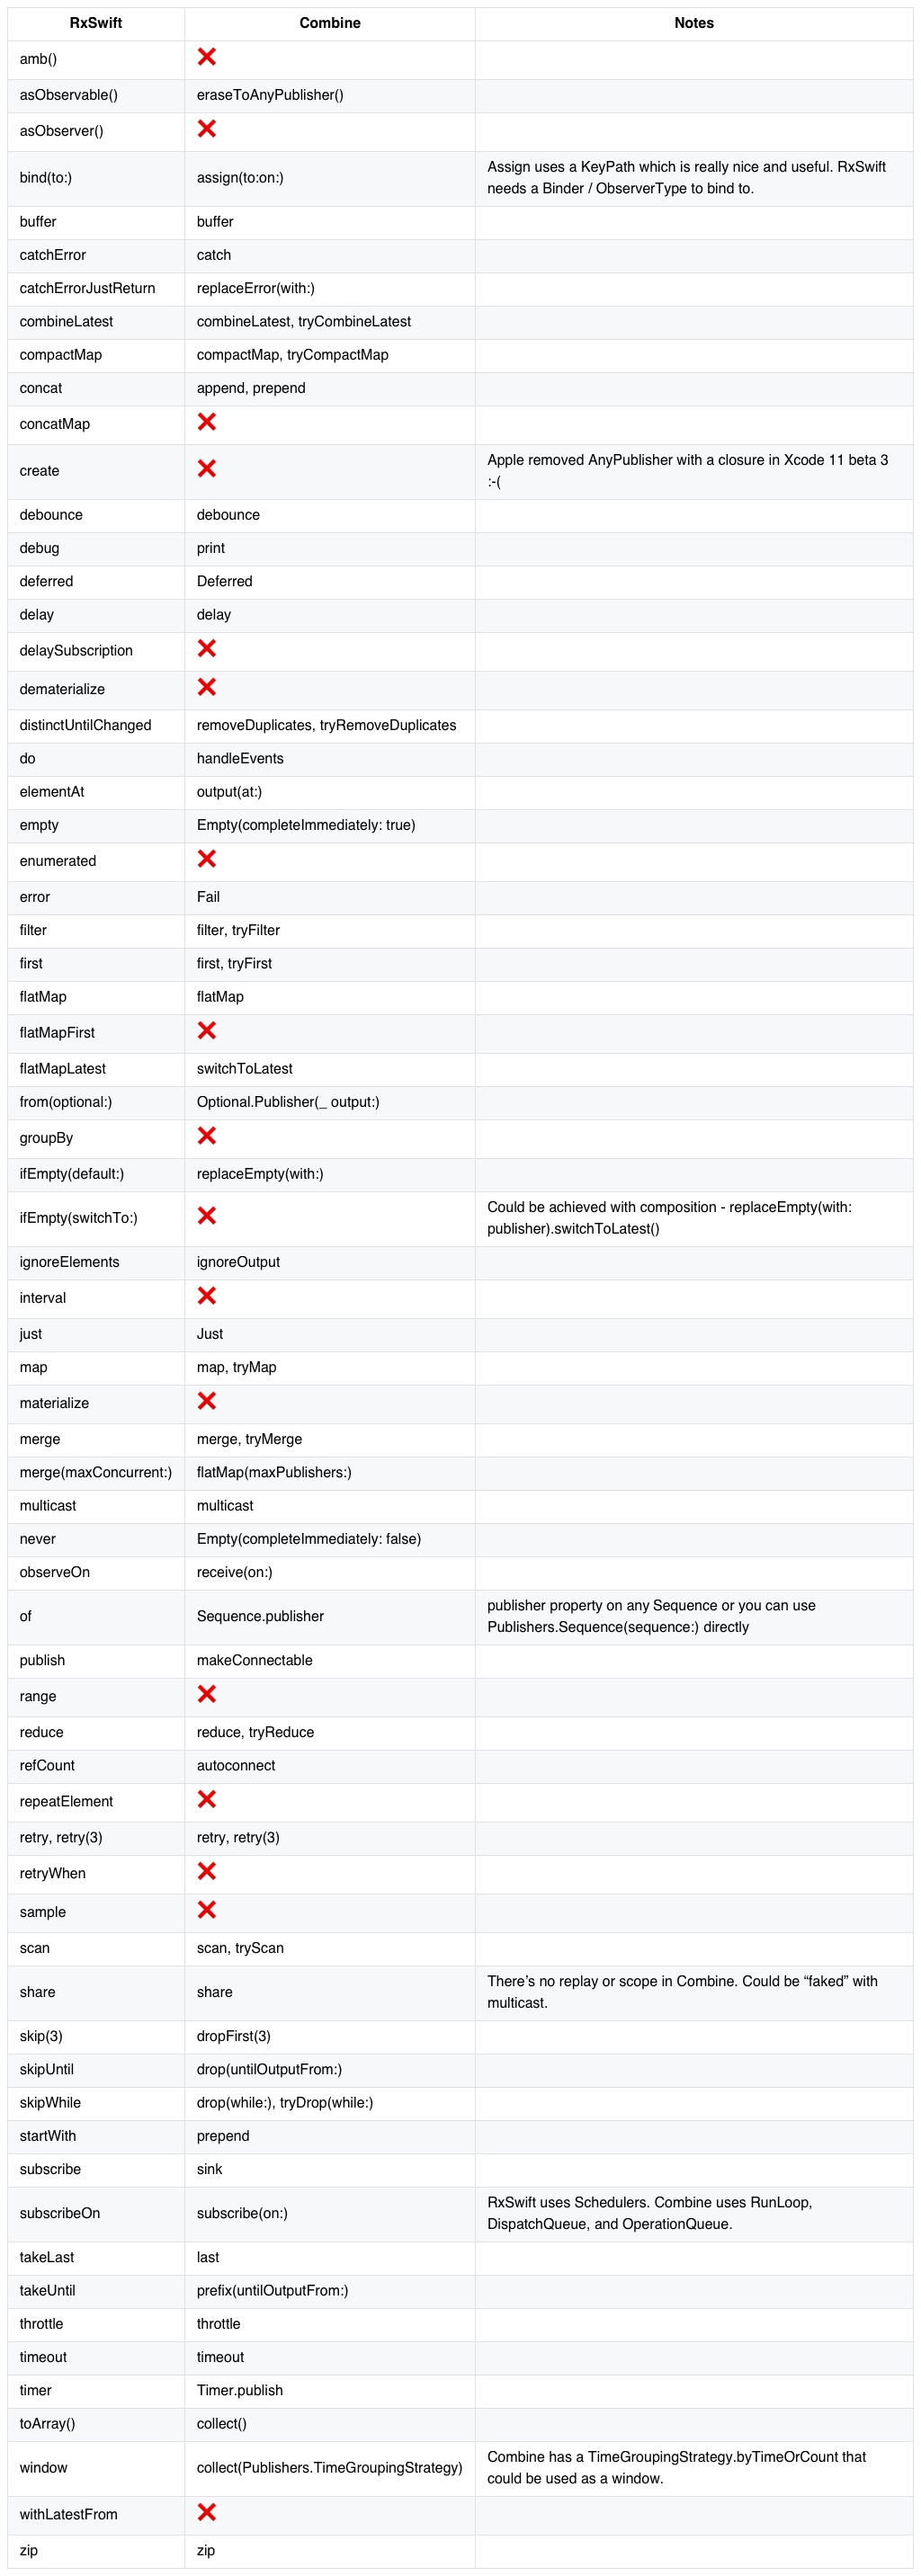 RxSwift Combine Notes
amb() ❌
asObservable() eraseToAnyPublisher()
asObserver() ❌
bind(to:) assign(to:on:) Assign uses a KeyPath which is really nice and useful. RxSwift
needs a Binder / ObserverType to bind to.
buffer buffer
catchError catch
catchErrorJustReturn replaceError(with:)
combineLatest combineLatest, tryCombineLatest
compactMap compactMap, tryCompactMap
concat append, prepend
concatMap ❌
create ❌ Apple removed AnyPublisher with a closure in Xcode 11 beta 3
:-(
debounce debounce
debug print
deferred Deferred
delay delay
delaySubscription ❌
dematerialize ❌
distinctUntilChanged removeDuplicates, tryRemoveDuplicates
do handleEvents
elementAt output(at:)
empty Empty(completeImmediately: true)
enumerated ❌
error Fail
filter filter, tryFilter
first first, tryFirst
flatMap flatMap
flatMapFirst ❌
flatMapLatest switchToLatest
from(optional:) Optional.Publisher(_ output:)
groupBy ❌
ifEmpty(default:) replaceEmpty(with:)
ifEmpty(switchTo:) ❌ Could be achieved with composition - replaceEmpty(with:
publisher).switchToLatest()
ignoreElements ignoreOutput
interval ❌
just Just
map map, tryMap
materialize ❌
merge merge, tryMerge
merge(maxConcurrent:) flatMap(maxPublishers:)
multicast multicast
never Empty(completeImmediately: false)
observeOn receive(on:)
of Sequence.publisher publisher property on any Sequence or you can use
Publishers.Sequence(sequence:) directly
publish makeConnectable
range ❌
reduce reduce, tryReduce
refCount autoconnect
repeatElement ❌
retry, retry(3) retry, retry(3)
retryWhen ❌
sample ❌
scan scan, tryScan
share share There’s no replay or scope in Combine. Could be “faked” with
multicast.
skip(3) dropFirst(3)
skipUntil drop(untilOutputFrom:)
skipWhile drop(while:), tryDrop(while:)
startWith prepend
subscribe sink
subscribeOn subscribe(on:) RxSwift uses Schedulers. Combine uses RunLoop,
DispatchQueue, and OperationQueue.
takeLast last
takeUntil prefix(untilOutputFrom:)
throttle throttle
timeout timeout
timer Timer.publish
toArray() collect()
window collect(Publishers.TimeGroupingStrategy) Combine has a TimeGroupingStrategy.byTimeOrCount that
could be used as a window.
withLatestFrom ❌
zip zip